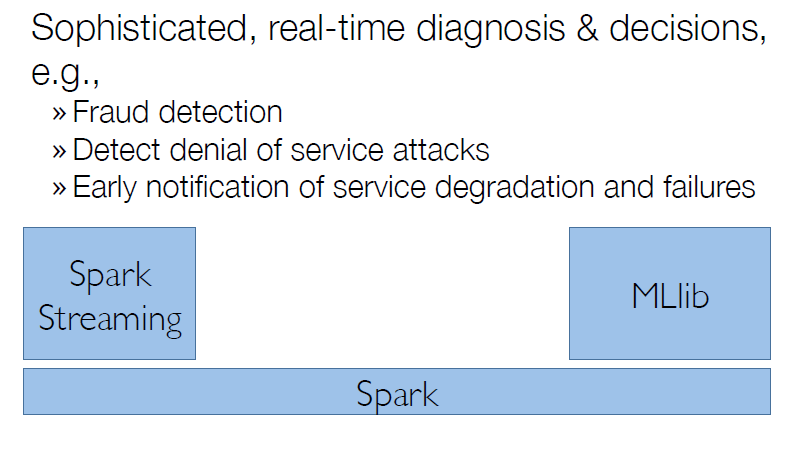 Sophisticated, real-time diagnosis & decisions,
e.g.,
» Fraud detection
» Detect denial of service attacks
» Early notification of service degradation and failures
Spark
Streaming
MLlib
Spark